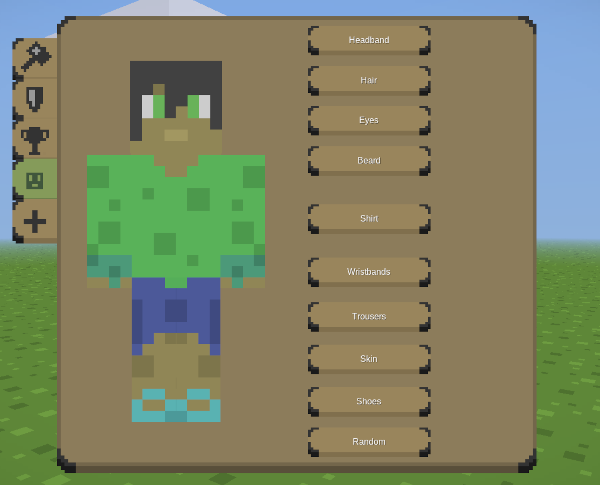 Headband
Hair
Eyes
Beard
Shirt
Wristbands
Trousers
Skin
Shoes
Random